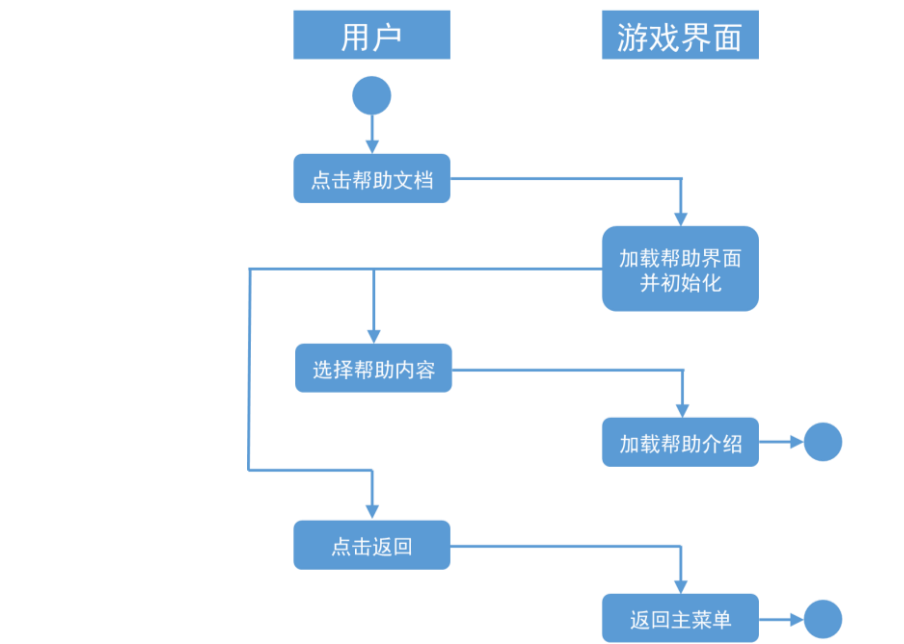 用户
游戏界面
点击帮助文档
加载帮助界面
并初始化
选择帮助内容
加载帮助介绍
点击返回
返回主菜单